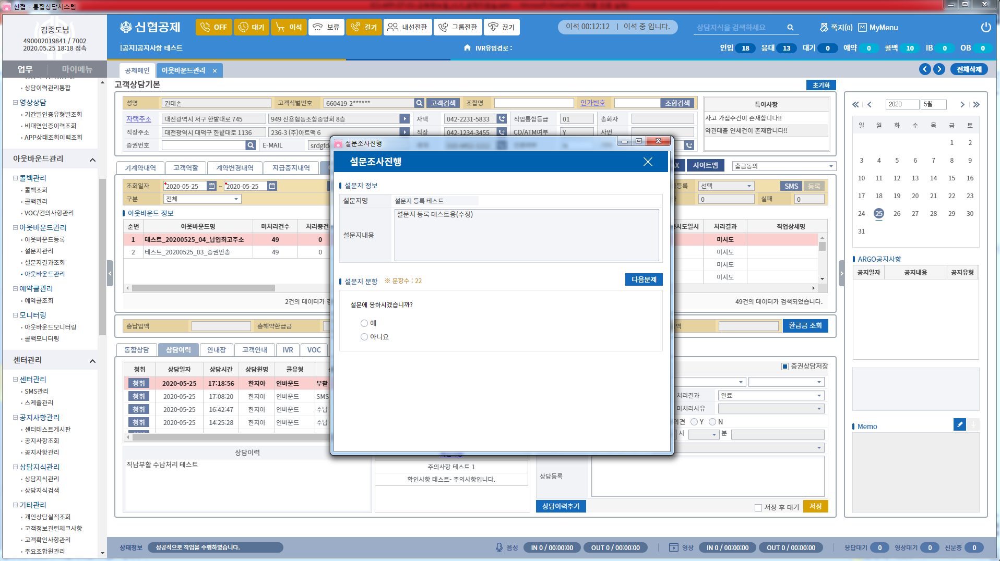 신협 - 통합상담시스템
김종도님
490002019841 / 7002
2020.05.25 18:18 접속
신협공제
OFF 대기 이석 보류 걸기 내선전환 그룹전환 끊기
이석 00:12:12 | 이석 중 입니다.
상담지식을 검색하세요
쪽지(0) MyMenu
[공지]공지사항 테스트
IVR유입경로 :
인입 18 응대 13 대기 0 예약 0 콜백 10 IB 0 OB 0
업무 마이메뉴
공제메인 아웃바운드관리 ×
전체삭제
상담이력관리통합
영상상담
기간별인증유형별조회
비대면인증이력조회
APP상태조회이력조회
아웃바운드관리
콜백관리
콜백조회
콜백관리
VOC/건의사항관리
아웃바운드관리
아웃바운드등록
설문지관리
설문지결과조회
아웃바운드관리
예약콜관리
예약콜조회
모니터링
아웃바운드모니터링
콜백모니터링
센터관리
센터관리
SMS관리
스케쥴관리
공지사항관리
센터테스트게시판
공지사항조회
공지사항관리
상담지식관리
상담지식관리
상담지식검색
기타관리
개인상담실적조회
고객정보관련체크사항
고객확인사항관리
주요조합원관리
고객상담기본
초기화
성명 권태손 고객식별번호 660419-2****** 고객검색 조합명 인가번호 조합검색
자택주소 대전광역시 서구 한밭대로 745 949 신용협동조합중앙회 8층 자택 042-2231-5833 직업통합등급 01 송화자
직장주소 대전광역시 대덕구 한밭대로 1136 236-3 (주)아트맥 6 직장 042-1234-3455 CD/ATM여부 Y 사번
증권번호 E-MAIL srdgfd
특이사항
사고 가접수건이 존재합니다!!
약관대출 연체건이 존재합니다!!
기계약내역 고객역할 계약변경내역 지급중지내역
X 사이트맵 출금동의
조회일자 2020-05-25 ~ 2020-05-25
등록 선택 SMS 등록
구분 전체
0 실패 0
아웃바운드 정보
순번 아웃바운드명 미처리건수 처리중건
1 테스트_20200525_04_납입최고주소 49 0
2 테스트_20200525_03_증권반송 49 0
시도일시 처리결과 직업상세명
미시도
미시도
미시도
미시도
2건의 데이터가
49건의 데이터가 검색되었습니다.
총납입액 총해약환급금
액 환급금 조회
통합상담 상담이력 안내장 고객안내 IVR VOC
청취 상담일자 상담시간 상담원명 콜유형
청취 2020-05-25 17:18:56 한지아 인바운드 부활
청취 2020-05-25 17:08:20 한지아 인바운드 SMS
청취 2020-05-25 16:42:47 한지아 인바운드 수납
청취 2020-05-25 14:25:28 한지아 인바운드 수납
상담이력
직납부활 수납처리 테스트
주의사항 테스트 1
확인사항 테스트- 주의사항입니다.
증권상담저장
처리결과 완료
미처리사유
의견 Y N
시 분
상담등록
상담이력추가
저장 후 대기 저장
설문조사진행
설문조사진행
설문지 정보
설문지명 설문지 등록 테스트
설문지내용 설문지 등록 테스트용(수정)
설문지 문항 ※ 문항수 : 22
다음문제
설문에 응하시겠습니까?
예
아니요
2020 5월
일 월 화 수 목 금 토
1 2
3 4 5 6 7 8 9
10 11 12 13 14 15 16
17 18 19 20 21 22 23
24 25 26 27 28 29 30
31
ARGO공지사항
공지일자 공지내용 공지유형
Memo
상태정보 성공적으로 작업을 수행하였습니다.
음성 IN 0 / 00:00:00 OUT 0 / 00:00:00
영상 IN 0 / 00:00:00 OUT 0 / 00:00:00
응답대기 0 영상대기 0 신분증 0